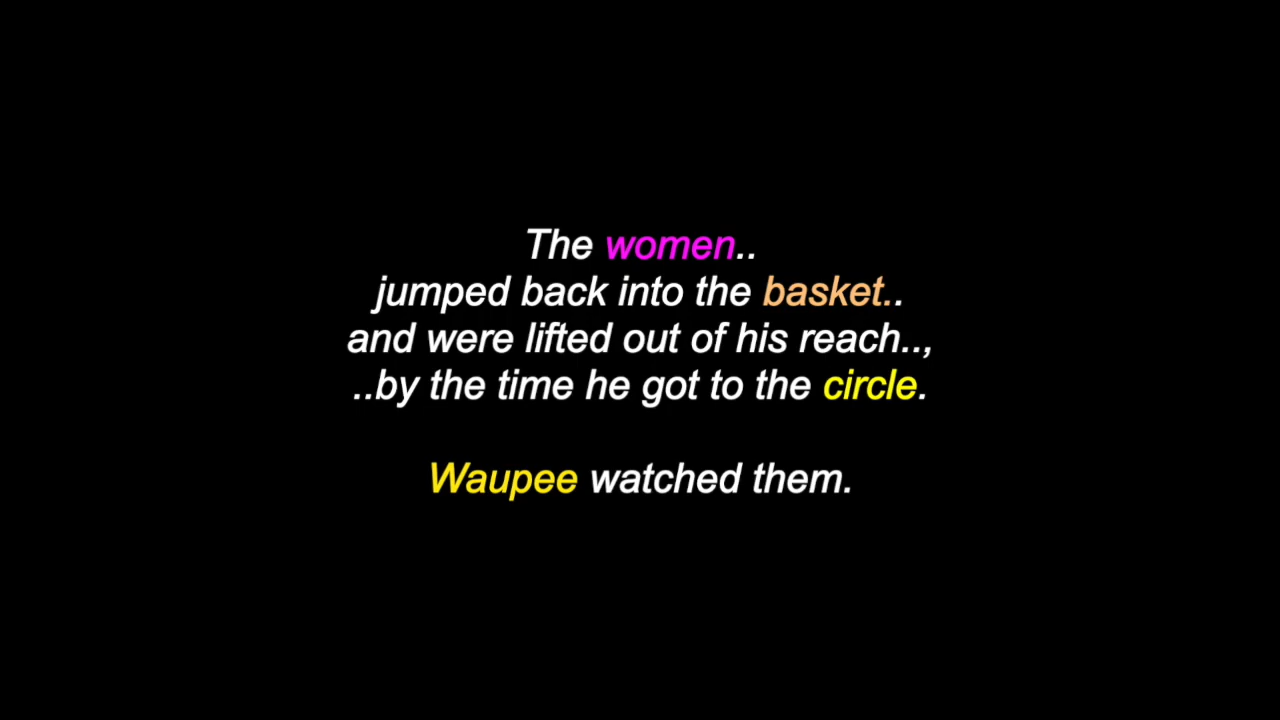 The women..
jumped back into the basket..
and were lifted out of his reach..,
..by the time he got to the circle.
Waupee watched them.